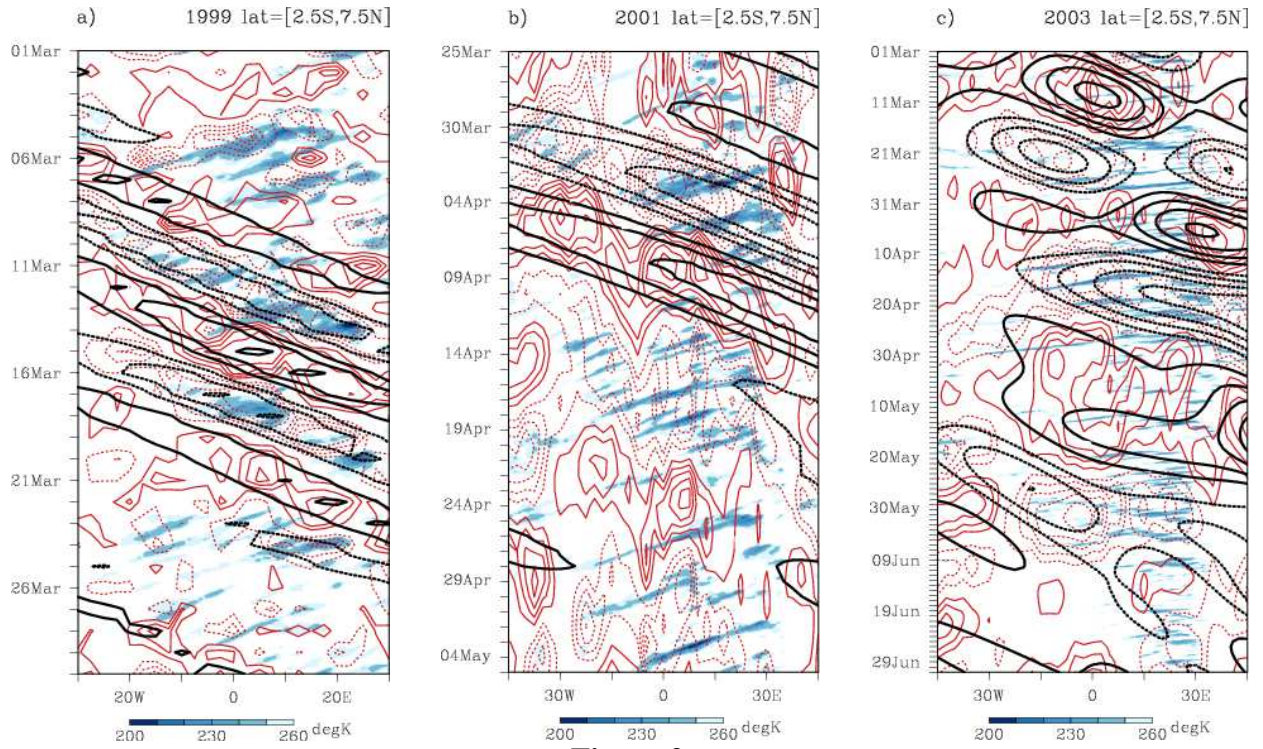 a) 1999 lat=[2.5S,7.5N]
01Mar
06Mar
11Mar
16Mar
21Mar
26Mar
20W 0 20E
200 230 260 degK
b) 2001 lat=[2.5S,7.5N]
25Mar
30Mar
04Apr
09Apr
14Apr
19Apr
24Apr
29Apr
04May
30W 0 30E
200 230 260 degK
c) 2003 lat=[2.5S,7.5N]
01Mar
11Mar
21Mar
31Mar
10Apr
20Apr
30Apr
10May
20May
30May
09Jun
19Jun
29Jun
30W 0 30E
200 230 260 degK